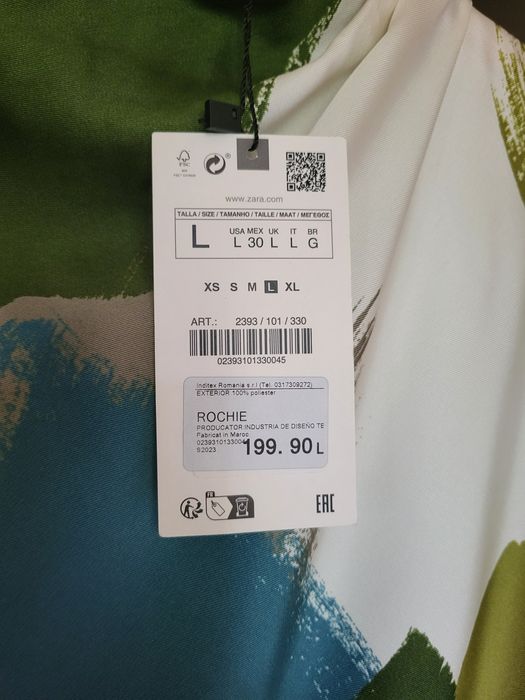 FSC
www.zara.com
TALLA / SIZE / TAMANHO / TAILLE / MAAT / ΜΕΓΕΘΟΣ
L
USA MEX UK IT BR
L 30 L L G
XS S M L XL
ART.: 2393 / 101 / 330
02393101330045
Inditex Romania s.r.l (Tel. 0317309272)
EXTERIOR 100% poliester
ROCHIE
PRODUCATOR INDUSTRIA DE DISEÑO TE
Fabricat in Maroc
S2023
199. 90 L
FR
EAC